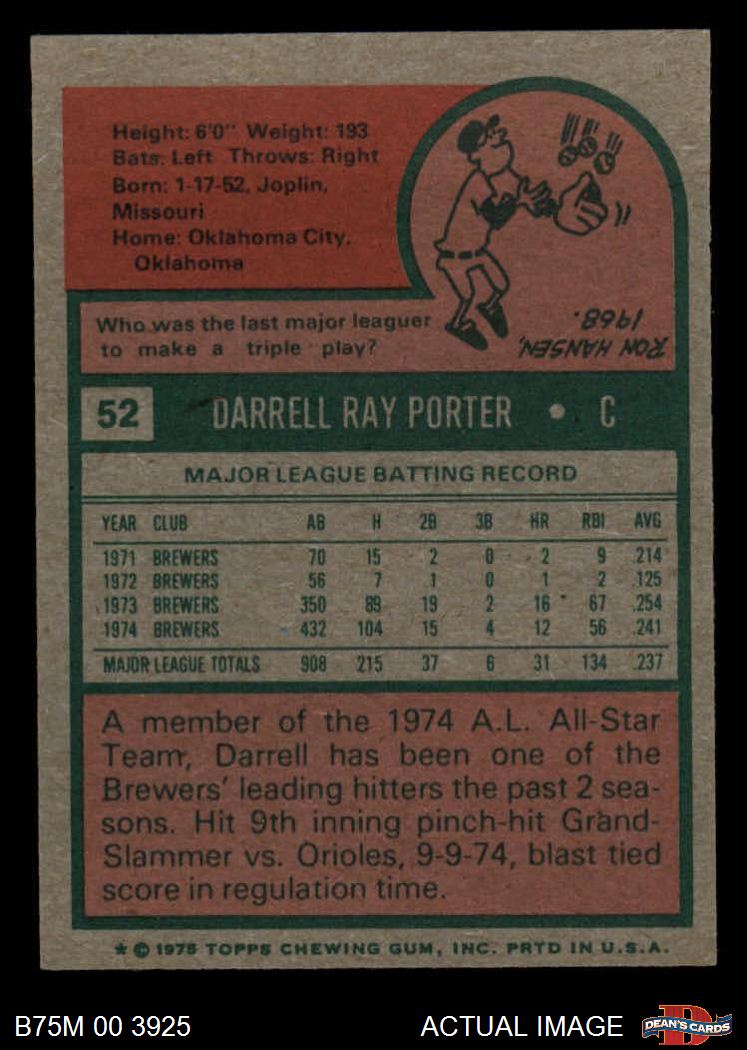 Height: 6'0" Weight: 193
Bats: Left Throws: Right
Born: 1-17-52, Joplin,
Missouri
Home: Oklahoma City,
Oklahoma
Who was the last major leaguer
to make a triple play?
RON HANSEN,
1968.
52 DARRELL RAY PORTER • C
MAJOR LEAGUE BATTING RECORD
YEAR CLUB AB H 2B 3B HR RBI AVG
1971 BREWERS 70 15 2 0 2 9 .214
1972 BREWERS 56 7 1 0 1 2 .125
1973 BREWERS 350 89 19 2 16 67 .254
1974 BREWERS 432 104 15 4 12 56 .241
MAJOR LEAGUE TOTALS 908 215 37 6 31 134 .237
A member of the 1974 A.L. All-Star
Team, Darrell has been one of the
Brewers' leading hitters the past 2 sea-
sons. Hit 9th inning pinch-hit Grand-
Slammer vs. Orioles, 9-9-74, blast tied
score in regulation time.
★ © 1975 TOPPS CHEWING GUM, INC. PRTD IN U.S.A.
B75M 00 3925 ACTUAL IMAGE D DEAN'S CARDS